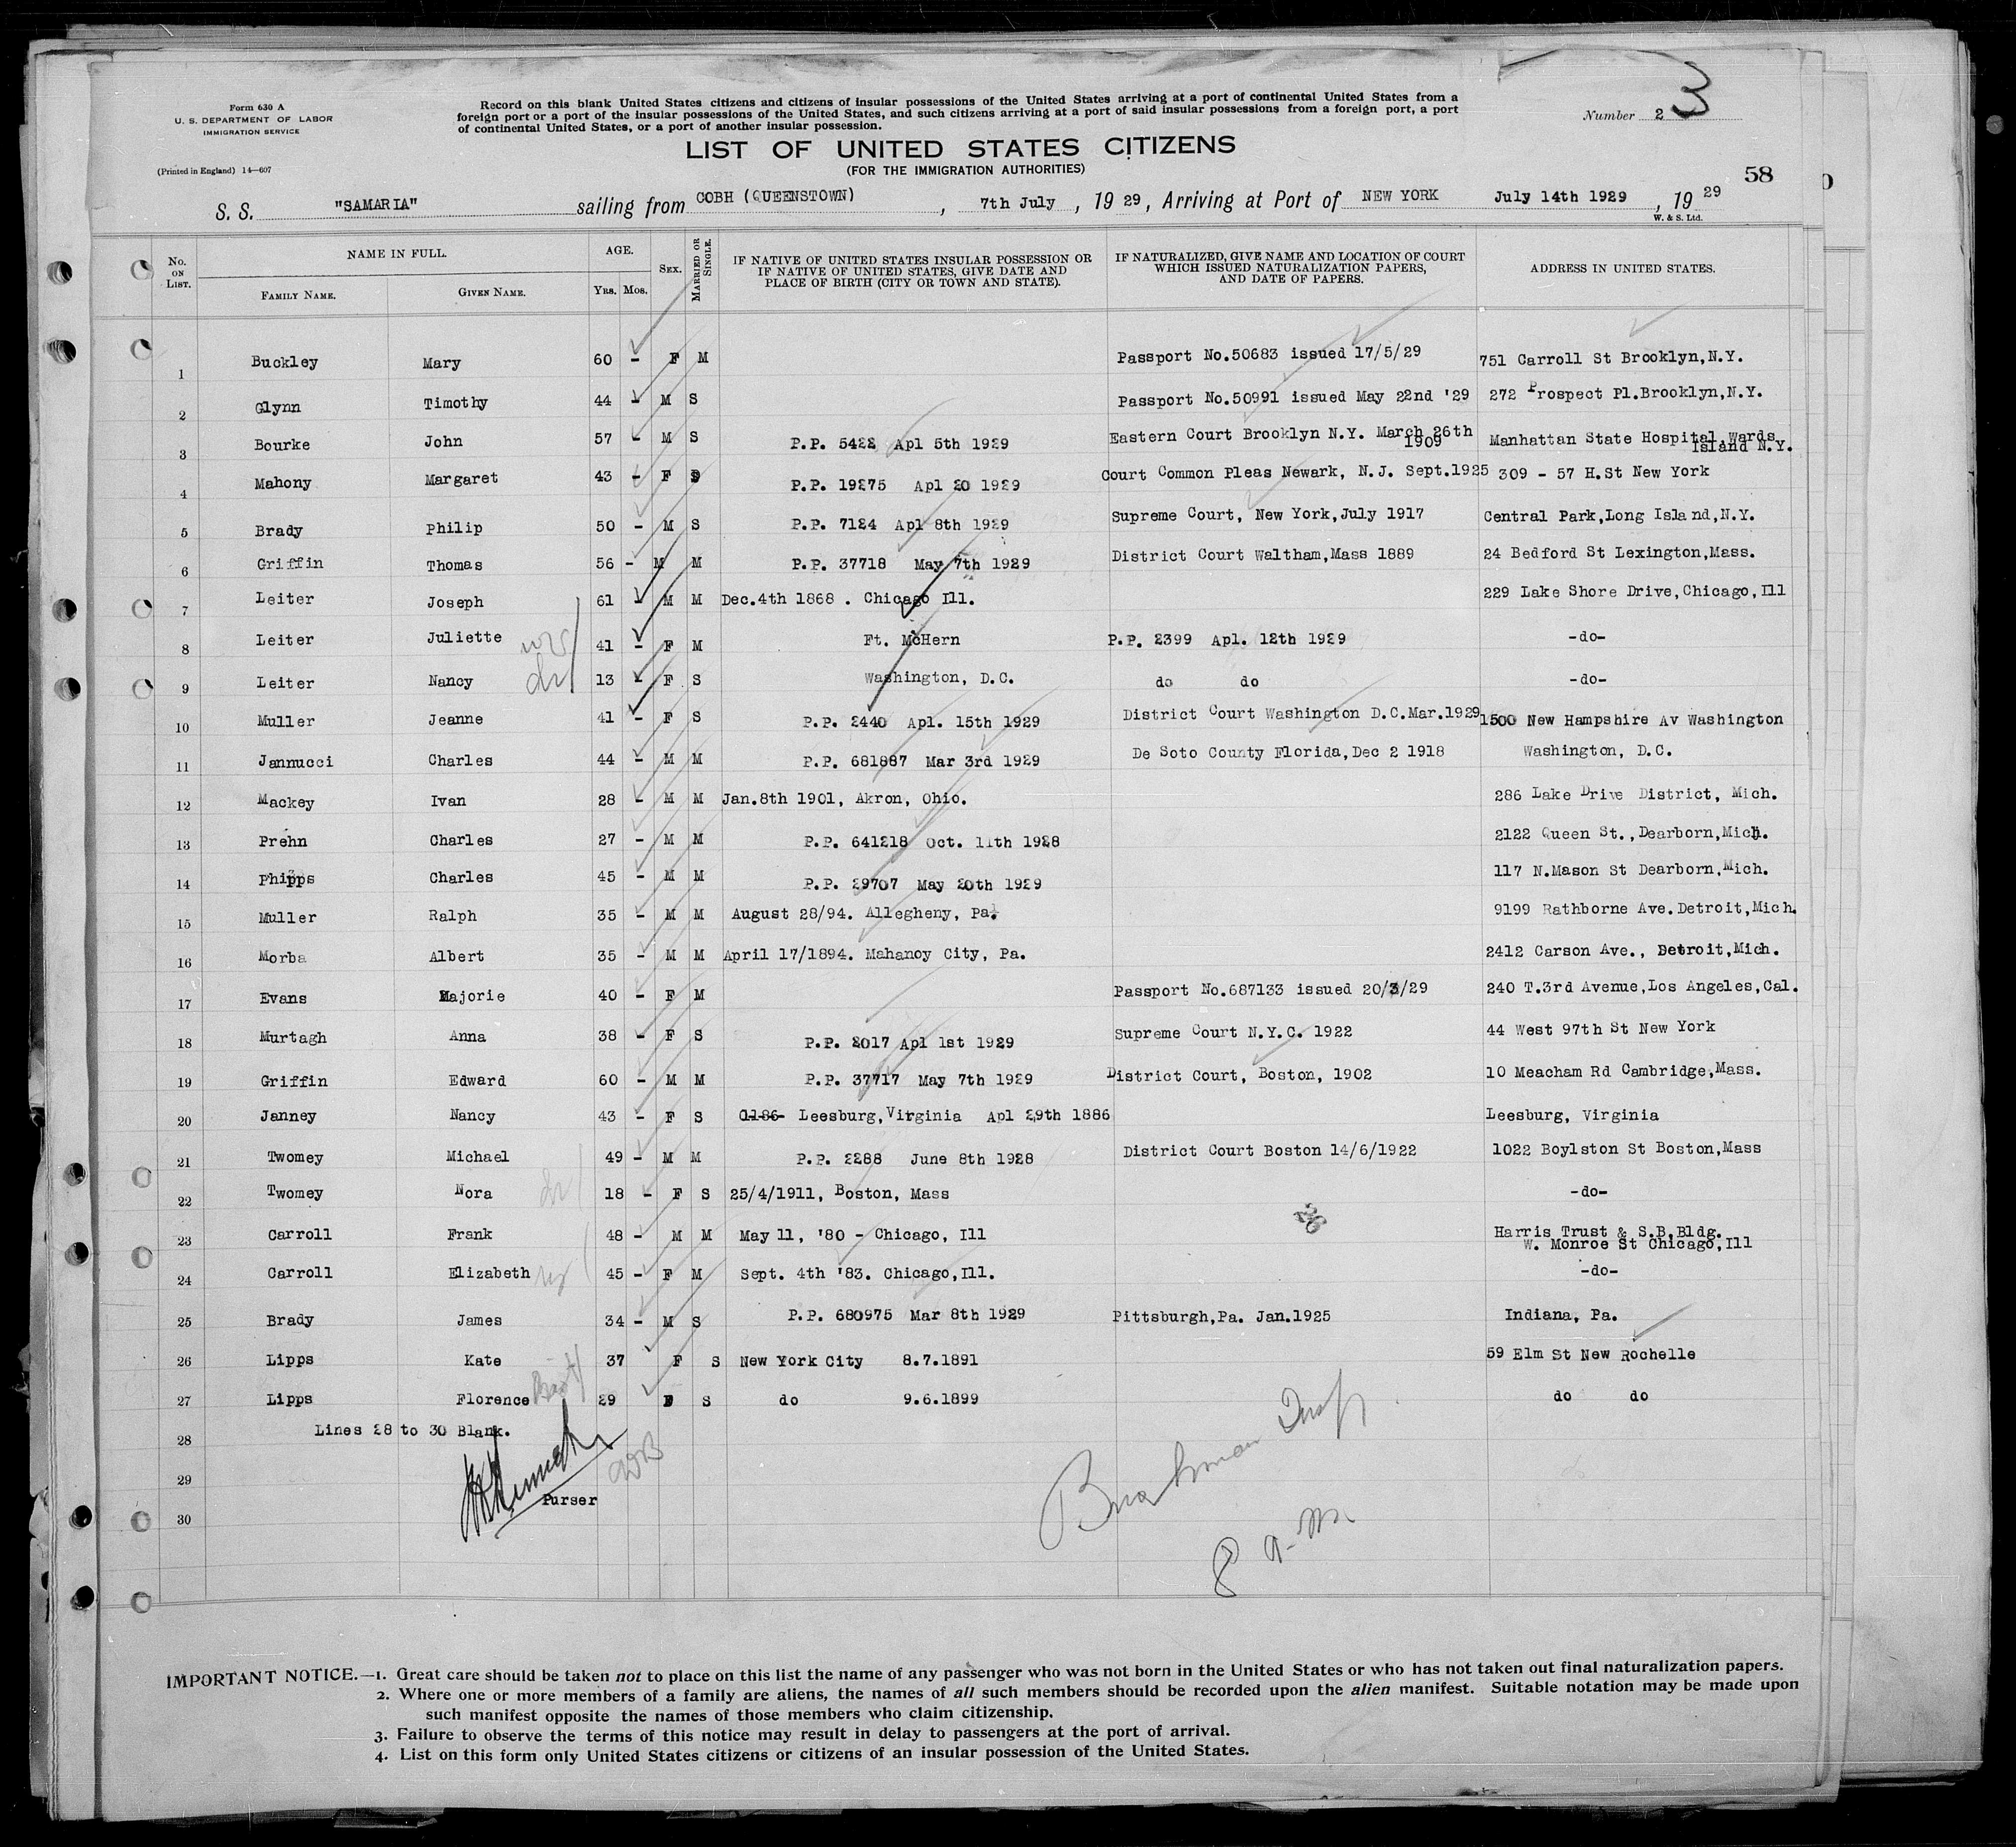 Form 630 A
U. S. DEPARTMENT OF LABOR
IMMIGRATION SERVICE
(Printed in England) 14—607
Record on this blank United States citizens and citizens of insular possessions of the United States arriving at a port of continental United States from a
foreign port or a port of the insular possessions of the United States, and such citizens arriving at a port of said insular possessions from a foreign port, a port
of continental United States, or a port of another insular possession.
Number 2 3
LIST OF UNITED STATES CITIZENS
(FOR THE IMMIGRATION AUTHORITIES)
58
S. S. "SAMARIA" sailing from COBH (QUEENSTOWN), 7th July, 1929, Arriving at Port of NEW YORK July 14th 1929, 1929
W. & S. Ltd.
No. ON LIST. NAME IN FULL. FAMILY NAME. GIVEN NAME. AGE. YRS. MOS. SEX. MARRIED OR SINGLE. IF NATIVE OF UNITED STATES INSULAR POSSESSION OR IF NATIVE OF UNITED STATES, GIVE DATE AND PLACE OF BIRTH (CITY OR TOWN AND STATE). IF NATURALIZED, GIVE NAME AND LOCATION OF COURT WHICH ISSUED NATURALIZATION PAPERS, AND DATE OF PAPERS. ADDRESS IN UNITED STATES.
1 Buckley Mary 60 - F M Passport No.50683 issued 17/5/29 751 Carroll St Brooklyn,N.Y.
2 Glynn Timothy 44 - M S Passport No.50991 issued May 22nd '29 272 Prospect Pl.Brooklyn,N.Y.
3 Bourke John 57 - M S P.P. 5422 Apl 5th 1929 Eastern Court Brooklyn N.Y. March 26th 1909 Manhattan State Hospital,Wards Island N.Y.
4 Mahony Margaret 43 - F S P.P. 19275 Apl 20 1929 Court Common Pleas Newark, N.J. Sept.1925 309 - 57 H.St New York
5 Brady Philip 50 - M S P.P. 7124 Apl 8th 1929 Supreme Court, New York,July 1917 Central Park,Long Island,N.Y.
6 Griffin Thomas 56 - M M P.P. 37718 May 7th 1929 District Court Waltham,Mass 1889 24 Bedford St Lexington,Mass.
7 Leiter Joseph 61 - M M Dec.4th 1868 . Chicago Ill. 229 Lake Shore Drive,Chicago,Ill
8 Leiter Juliette 41 - F M Ft. McHern P.P. 2399 Apl. 12th 1929 -do-
9 Leiter Nancy 13 - F S Washington, D.C. do do -do-
10 Muller Jeanne 41 - F S P.P. 2440 Apl. 15th 1929 District Court Washington D.C.Mar.1929 1500 New Hampshire Av Washington
11 Jannucci Charles 44 - M M P.P. 681887 Mar 3rd 1929 De Soto County Florida,Dec 2 1918 Washington, D.C.
12 Mackey Ivan 28 - M M Jan.8th 1901, Akron, Ohio. 286 Lake Drive District, Mich.
13 Prehn Charles 27 - M M P.P. 641218 Oct. 11th 1928 2122 Queen St.,Dearborn,Mich.
14 Phipps Charles 45 - M M P.P. 29707 May 20th 1929 117 N.Mason St Dearborn,Mich.
15 Muller Ralph 35 - M M August 28/94. Allegheny, Pa. 9199 Rathborne Ave.Detroit,Mich.
16 Morba Albert 35 - M M April 17/1894. Mahanoy City, Pa. 2412 Carson Ave., Detroit,Mich.
17 Evans Majorie 40 - F M Passport No.687133 issued 20/3/29 240 T.3rd Avenue,Los Angeles,Cal.
18 Murtagh Anna 38 - F S P.P. 2017 Apl 1st 1929 Supreme Court N.Y.C. 1922 44 West 97th St New York
19 Griffin Edward 60 - M M P.P. 37717 May 7th 1929 District Court, Boston, 1902 10 Meacham Rd Cambridge,Mass.
20 Janney Nancy 43 - F S Leesburg,Virginia Apl 29th 1886 Leesburg, Virginia
21 Twomey Michael 49 - M M P.P. 2288 June 8th 1928 District Court Boston 14/6/1922 1022 Boylston St Boston,Mass
22 Twomey Nora 18 - F S 25/4/1911, Boston, Mass -do-
23 Carroll Frank 48 - M M May 11, '80 - Chicago, Ill Harris Trust & S.B.Bldg. W. Monroe St Chicago,Ill
24 Carroll Elizabeth 45 - F M Sept. 4th '83. Chicago,Ill. -do-
25 Brady James 34 - M S P.P. 680975 Mar 8th 1929 Pittsburgh,Pa. Jan.1925 Indiana, Pa.
26 Lipps Kate 37 F S New York City 8.7.1891 59 Elm St New Rochelle
27 Lipps Florence 29 F S do 9.6.1899 do do
28 Lines 28 to 30 Blank.
29
Purser
30
8 a.m.
IMPORTANT NOTICE.—1. Great care should be taken not to place on this list the name of any passenger who was not born in the United States or who has not taken out final naturalization papers.
2. Where one or more members of a family are aliens, the names of all such members should be recorded upon the alien manifest. Suitable notation may be made upon
such manifest opposite the names of those members who claim citizenship.
3. Failure to observe the terms of this notice may result in delay to passengers at the port of arrival.
4. List on this form only United States citizens or citizens of an insular possession of the United States.